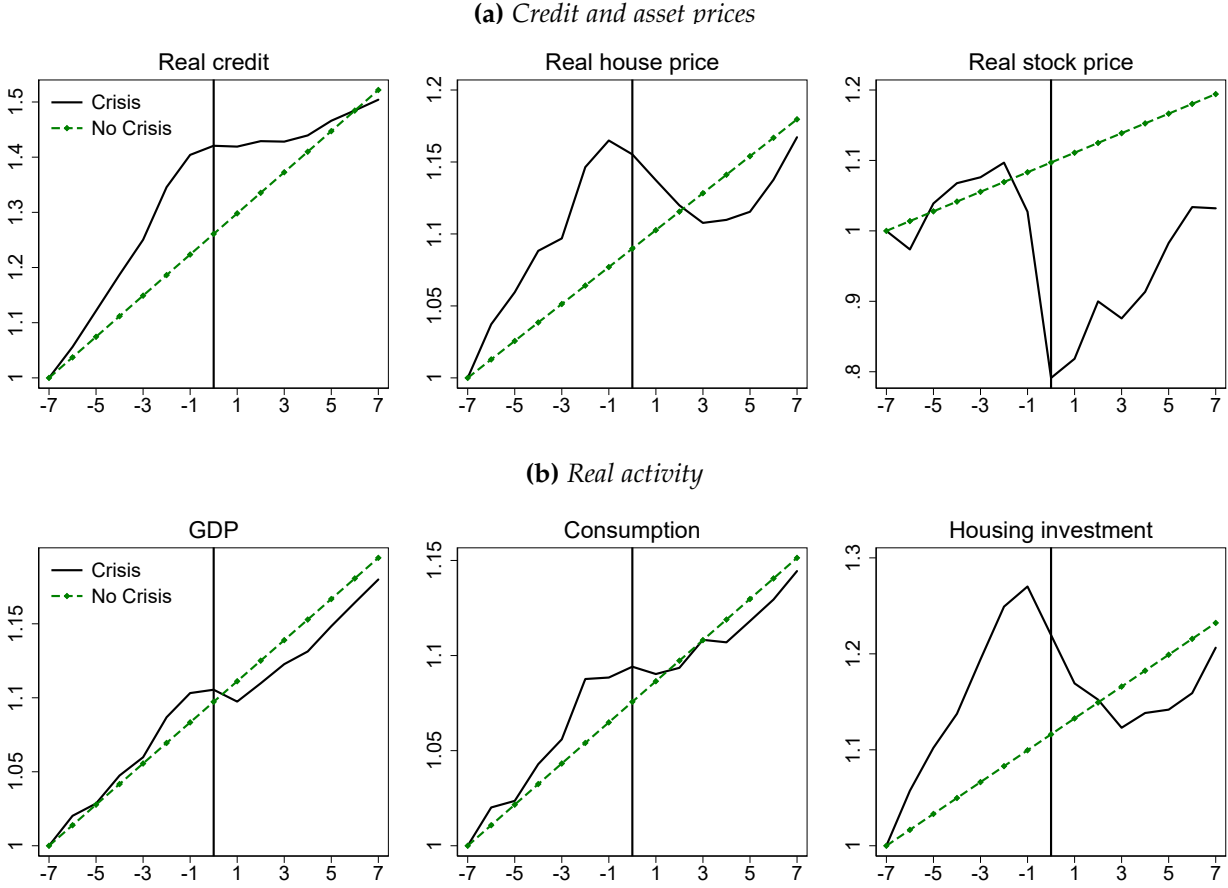 (a) Credit and asset prices
Real credit
Real house price
Real stock price
Crisis
No Crisis
1
1.1
1.2
1.3
1.4
1.5
-7 -5 -3 -1 1 3 5 7
1
1.05
1.1
1.15
1.2
-7 -5 -3 -1 1 3 5 7
.8
.9
1
1.1
1.2
-7 -5 -3 -1 1 3 5 7
(b) Real activity
GDP
Consumption
Housing investment
Crisis
No Crisis
1
1.05
1.1
1.15
-7 -5 -3 -1 1 3 5 7
1
1.05
1.1
1.15
-7 -5 -3 -1 1 3 5 7
1
1.1
1.2
1.3
-7 -5 -3 -1 1 3 5 7